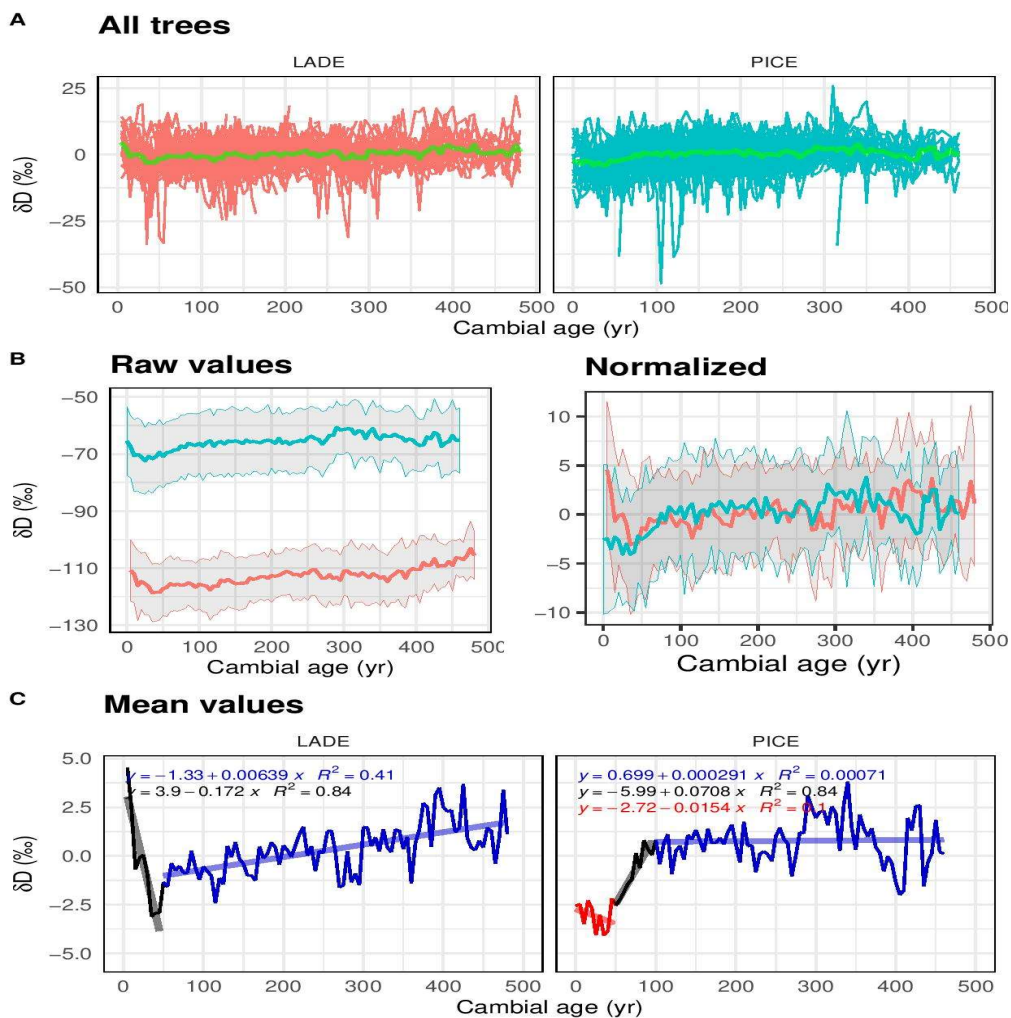 A
All trees
LADE
PICE
25
0
−25
−50
δD (‰)
0 100 200 300 400 500
0 100 200 300 400 500
Cambial age (yr)
B
Raw values
Normalized
−50
−70
−90
−110
−130
δD (‰)
0 100 200 300 400 500
Cambial age (yr)
10
5
0
−5
−10
δD (‰)
0 100 200 300 400 500
Cambial age (yr)
C
Mean values
LADE
PICE
5.0
2.5
0.0
−2.5
−5.0
δD (‰)
y = −1.33 + 0.00639 x R² = 0.41
y = 3.9 − 0.172 x R² = 0.84
y = 0.699 + 0.000291 x R² = 0.00071
y = −5.99 + 0.0708 x R² = 0.84
y = −2.72 − 0.0154 x R² = 0.1
0 100 200 300 400 500
0 100 200 300 400 500
Cambial age (yr)